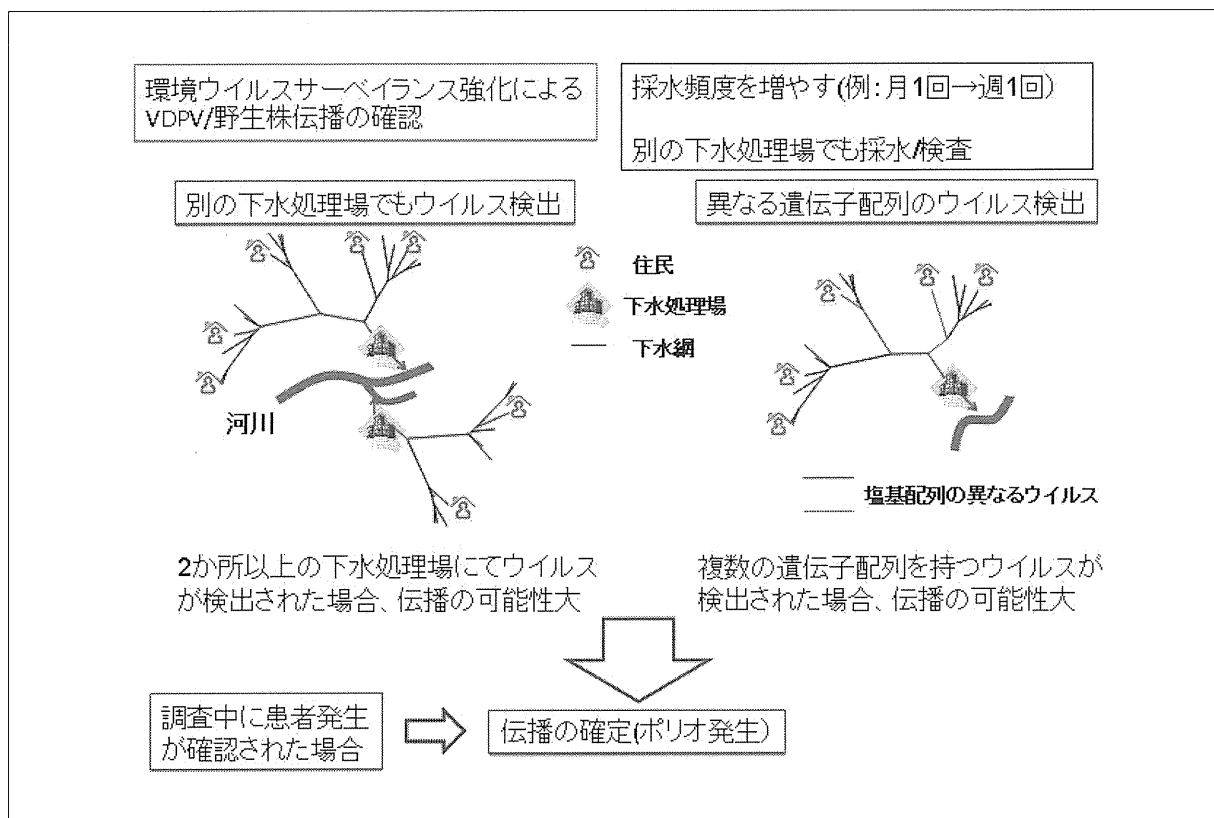 環境ウイルスサーベイランス強化による
VDPV/野生株伝播の確認
採水頻度を増やす(例:月1回→週1回)
別の下水処理場でも採水/検査
別の下水処理場でもウイルス検出
異なる遺伝子配列のウイルス検出
住民
下水処理場
下水網
河川
塩基配列の異なるウイルス
2か所以上の下水処理場にてウイルス
が検出された場合、伝播の可能性大
複数の遺伝子配列を持つウイルスが
検出された場合、伝播の可能性大
調査中に患者発生
が確認された場合
伝播の確定(ポリオ発生)